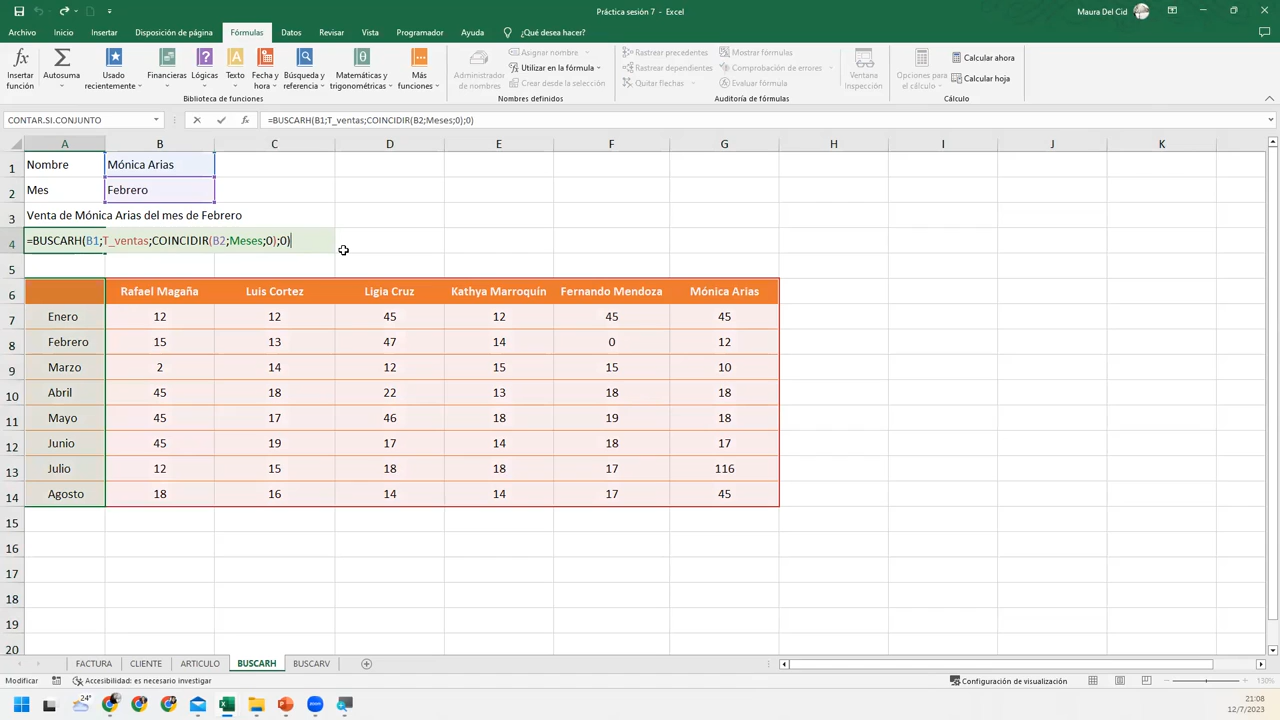 Práctica sesión 7 - Excel
Maura Del Cid
Archivo Inicio Insertar Disposición de página Fórmulas Datos Revisar Vista Programador Ayuda ¿Qué desea hacer?
Insertar función
Autosuma
Usado recientemente
Financieras
Lógicas
Texto
Fecha y hora
Búsqueda y referencia
Matemáticas y trigonométricas
Más funciones
Biblioteca de funciones
Administrador de nombres
Asignar nombre
Utilizar en la fórmula
Crear desde la selección
Nombres definidos
Rastrear precedentes
Rastrear dependientes
Quitar flechas
Mostrar fórmulas
Comprobación de errores
Evaluar fórmula
Auditoría de fórmulas
Ventana Inspección
Opciones para el cálculo
Calcular ahora
Calcular hoja
Cálculo
CONTAR.SI.CONJUNTO fx =BUSCARH(B1;T_ventas;COINCIDIR(B2;Meses;0);0)
A B C D E F G H I J K
1 Nombre Mónica Arias
2 Mes Febrero
3 Venta de Mónica Arias del mes de Febrero
4 =BUSCARH(B1;T_ventas;COINCIDIR(B2;Meses;0);0)
5
6 Rafael Magaña Luis Cortez Ligia Cruz Kathya Marroquín Fernando Mendoza Mónica Arias
7 Enero 12 12 45 12 45 45
8 Febrero 15 13 47 14 0 12
9 Marzo 2 14 12 15 15 10
10 Abril 45 18 22 13 18 18
11 Mayo 45 17 46 18 19 18
12 Junio 45 19 17 14 18 17
13 Julio 12 15 18 18 17 116
14 Agosto 18 16 14 14 17 45
15
16
17
18
19
20
FACTURA CLIENTE ARTICULO BUSCARH BUSCARV
Modificar Accesibilidad: es necesario investigar Configuración de visualización 130%
24° 21:08
12/7/2023